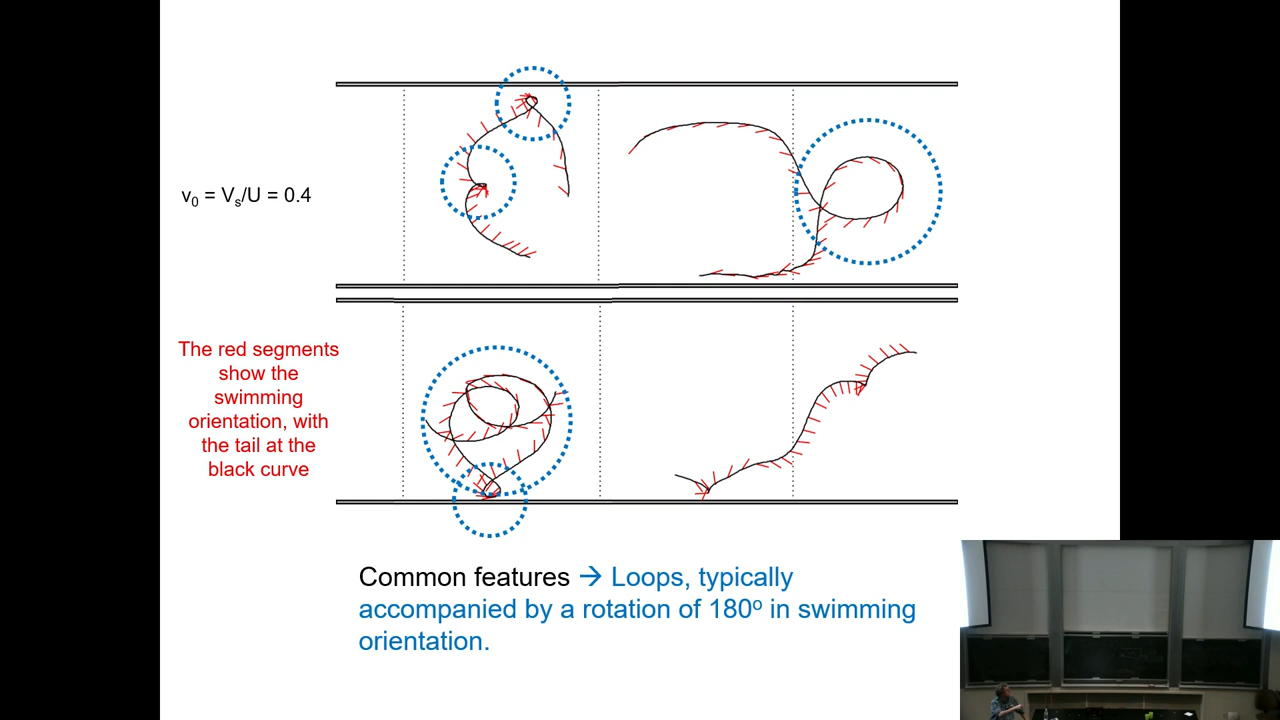 v₀ = Vₛ/U = 0.4
The red segments
show the
swimming
orientation, with
the tail at the
black curve
Common features → Loops, typically
accompanied by a rotation of 180º in swimming
orientation.